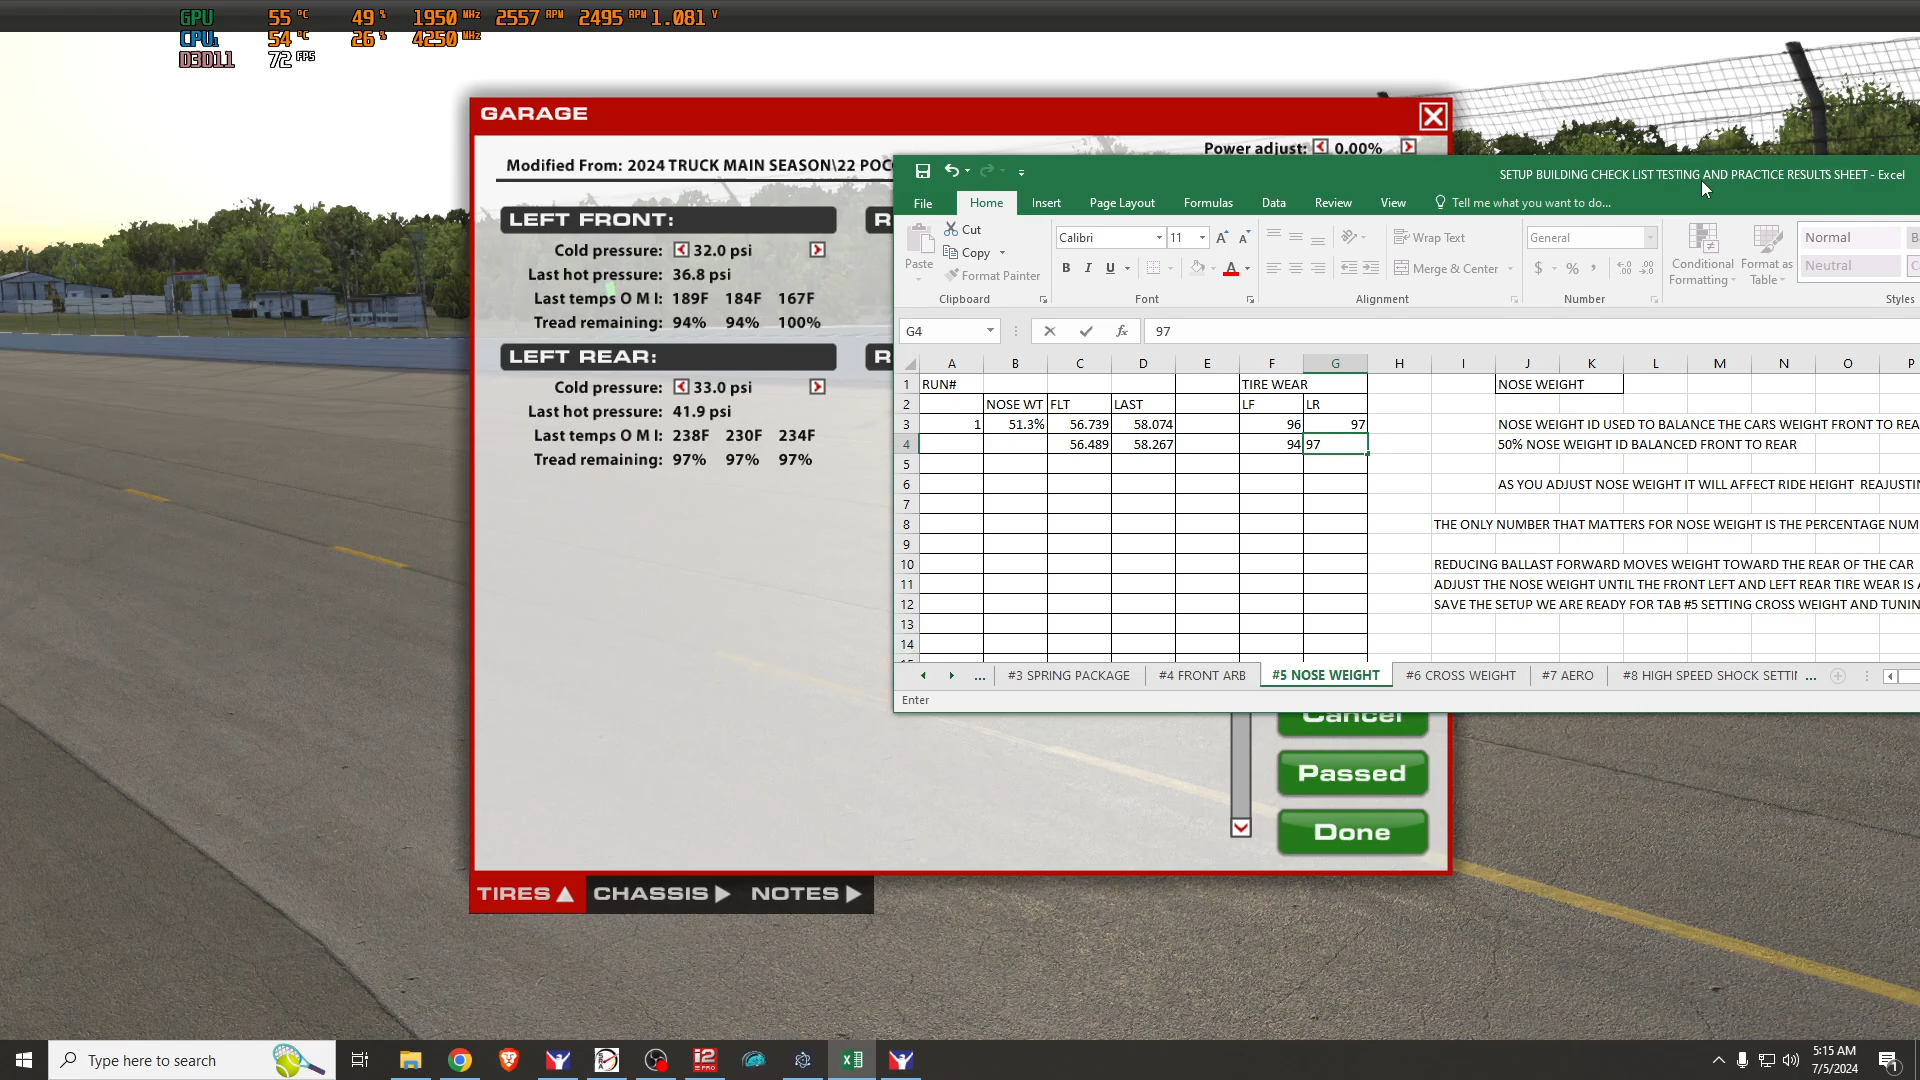 GPU 55 °C 49 % 1950 MHz 2557 RPM 2495 RPM 1.081 V
CPU1 54 °C 26 % 4250 MHz
D3D11 72 FPS
GARAGE
Power adjust: 0.00%
Modified From: 2024 TRUCK MAIN SEASON\22 POC
LEFT FRONT:
Cold pressure: 32.0 psi
Last hot pressure: 36.8 psi
Last temps O M I: 189F 184F 167F
Tread remaining: 94% 94% 100%
LEFT REAR:
Cold pressure: 33.0 psi
Last hot pressure: 41.9 psi
Last temps O M I: 238F 230F 234F
Tread remaining: 97% 97% 97%
Cancel
Passed
Done
TIRES CHASSIS NOTES
SETUP BUILDING CHECK LIST TESTING AND PRACTICE RESULTS SHEET - Excel
File Home Insert Page Layout Formulas Data Review View Tell me what you want to do...
Paste Cut Copy Format Painter
Clipboard
Calibri 11
B I U A
Font
Wrap Text
Merge & Center
Alignment
General
$ % ,
Number
Conditional Formatting
Format as Table
Normal
Neutral
Styles
G4 fx 97
A B C D E F G H I J K L M N O P
1 RUN# TIRE WEAR NOSE WEIGHT
2 NOSE WT FLT LAST LF LR
3 1 51.3% 56.739 58.074 96 97 NOSE WEIGHT ID USED TO BALANCE THE CARS WEIGHT FRONT TO REA
4 56.489 58.267 94 97 50% NOSE WEIGHT ID BALANCED FRONT TO REAR
5
6 AS YOU ADJUST NOSE WEIGHT IT WILL AFFECT RIDE HEIGHT REAJUSTIN
7
8 THE ONLY NUMBER THAT MATTERS FOR NOSE WEIGHT IS THE PERCENTAGE NUM
9
10 REDUCING BALLAST FORWARD MOVES WEIGHT TOWARD THE REAR OF THE CAR
11 ADJUST THE NOSE WEIGHT UNTIL THE FRONT LEFT AND LEFT REAR TIRE WEAR IS A
12 SAVE THE SETUP WE ARE READY FOR TAB #5 SETTING CROSS WEIGHT AND TUNIN
13
14
... #3 SPRING PACKAGE #4 FRONT ARB #5 NOSE WEIGHT #6 CROSS WEIGHT #7 AERO #8 HIGH SPEED SHOCK SETTIN ...
Enter
Type here to search
i2 PRO
5:15 AM
7/5/2024
1